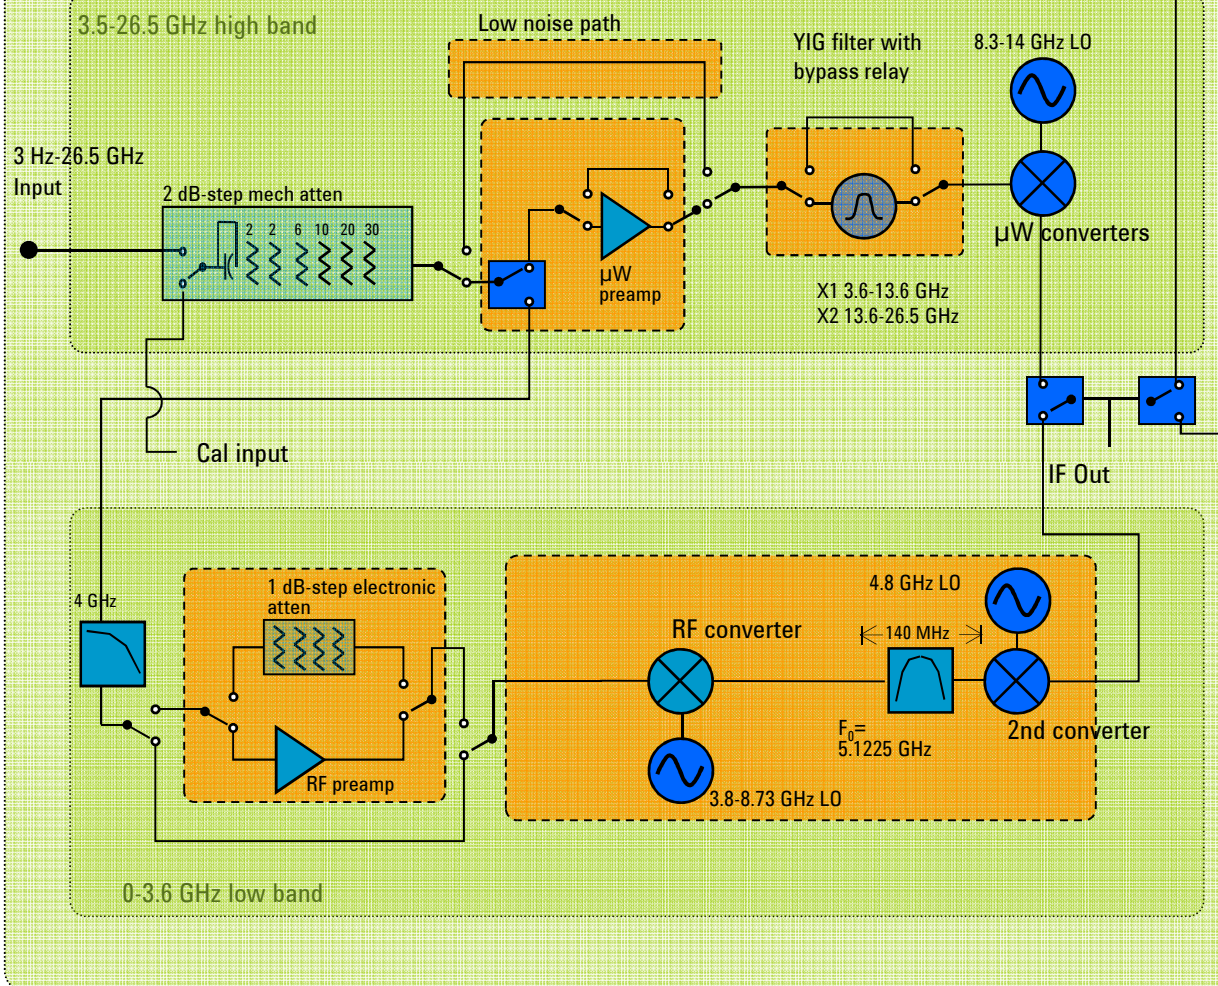 3.5-26.5 GHz high band
Low noise path
YIG filter with
bypass relay
8.3-14 GHz LO
3 Hz-26.5 GHz
Input
2 dB-step mech atten
2 2 6 10 20 30
µW
preamp
µW converters
X1 3.6-13.6 GHz
X2 13.6-26.5 GHz
Cal input
IF Out
4 GHz
1 dB-step electronic
atten
RF preamp
RF converter
3.8-8.73 GHz LO
4.8 GHz LO
140 MHz
F0=
5.1225 GHz
2nd converter
0-3.6 GHz low band